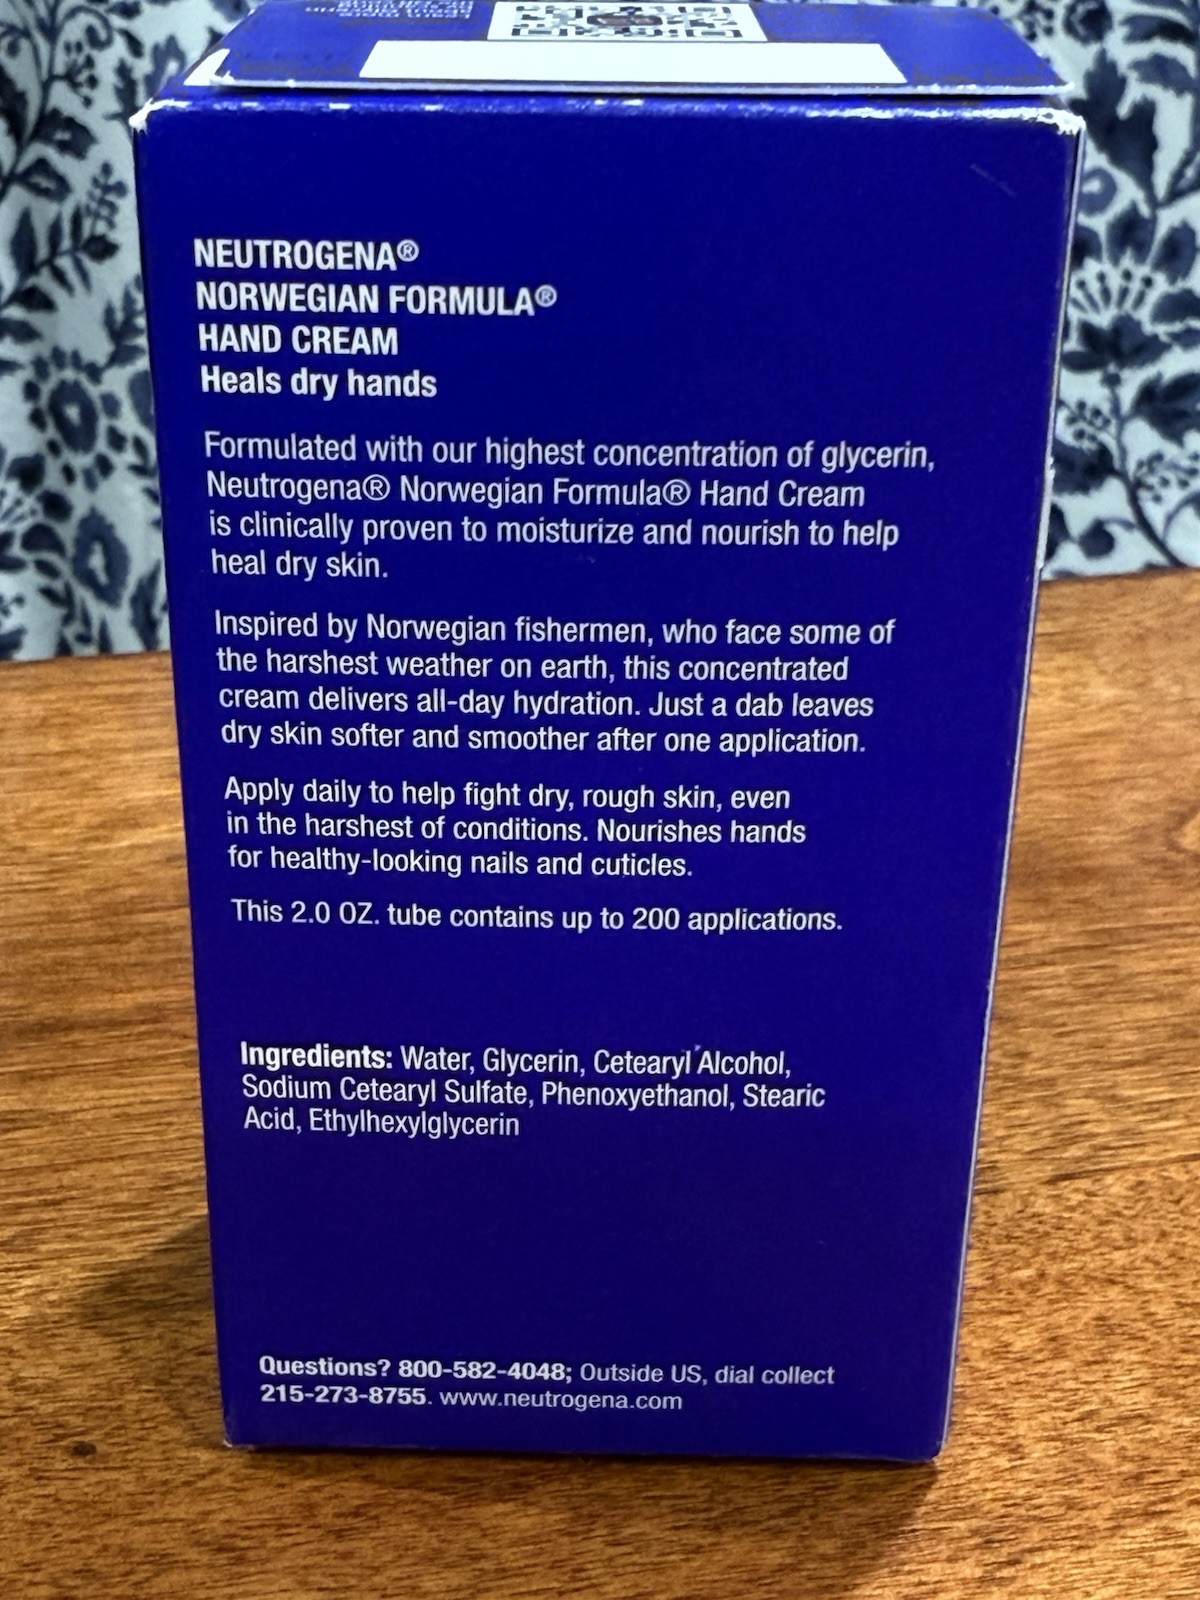 NEUTROGENA®
NORWEGIAN FORMULA®
HAND CREAM
Heals dry hands
Formulated with our highest concentration of glycerin,
Neutrogena® Norwegian Formula® Hand Cream
is clinically proven to moisturize and nourish to help
heal dry skin.
Inspired by Norwegian fishermen, who face some of
the harshest weather on earth, this concentrated
cream delivers all-day hydration. Just a dab leaves
dry skin softer and smoother after one application.
Apply daily to help fight dry, rough skin, even
in the harshest of conditions. Nourishes hands
for healthy-looking nails and cuticles.
This 2.0 OZ. tube contains up to 200 applications.
Ingredients: Water, Glycerin, Cetearyl Alcohol,
Sodium Cetearyl Sulfate, Phenoxyethanol, Stearic
Acid, Ethylhexylglycerin
Questions? 800-582-4048; Outside US, dial collect
215-273-8755. www.neutrogena.com